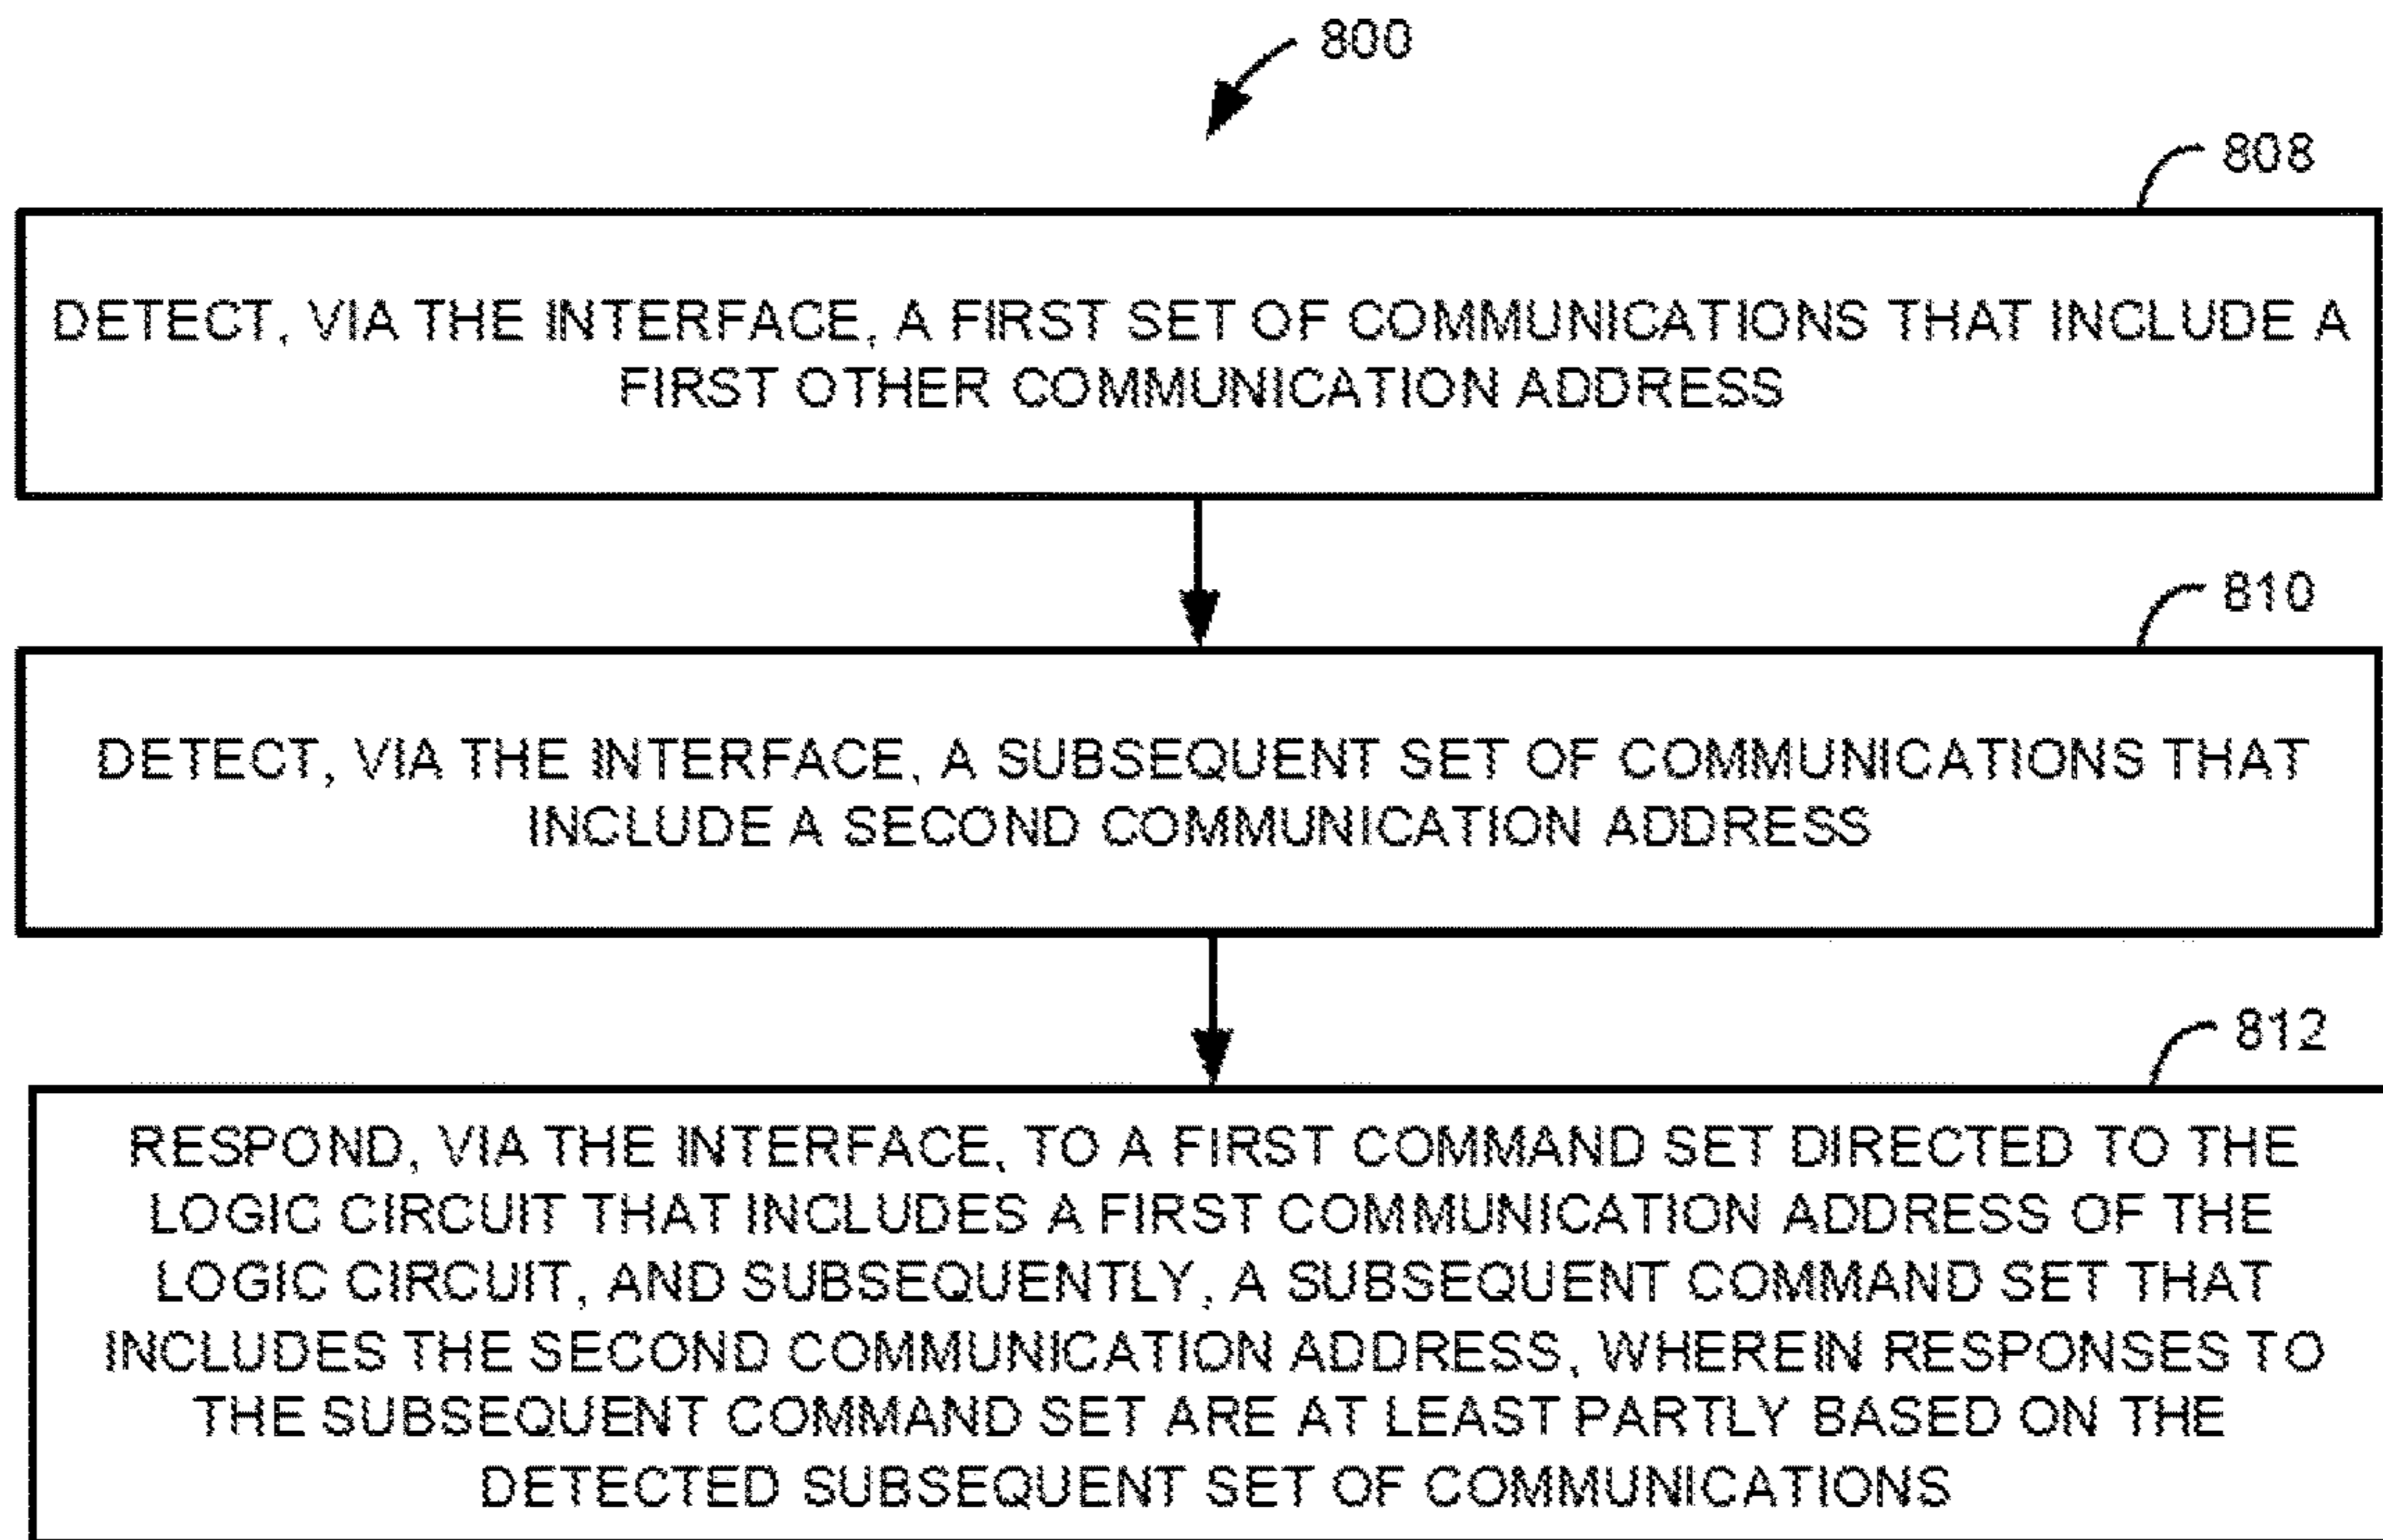 800
808
DETECT, VIA THE INTERFACE, A FIRST SET OF COMMUNICATIONS THAT INCLUDE A
FIRST OTHER COMMUNICATION ADDRESS
810
DETECT, VIA THE INTERFACE, A SUBSEQUENT SET OF COMMUNICATIONS THAT
INCLUDE A SECOND COMMUNICATION ADDRESS
812
RESPOND, VIA THE INTERFACE, TO A FIRST COMMAND SET DIRECTED TO THE
LOGIC CIRCUIT THAT INCLUDES A FIRST COMMUNICATION ADDRESS OF THE
LOGIC CIRCUIT, AND SUBSEQUENTLY, A SUBSEQUENT COMMAND SET THAT
INCLUDES THE SECOND COMMUNICATION ADDRESS, WHEREIN RESPONSES TO
THE SUBSEQUENT COMMAND SET ARE AT LEAST PARTLY BASED ON THE
DETECTED SUBSEQUENT SET OF COMMUNICATIONS